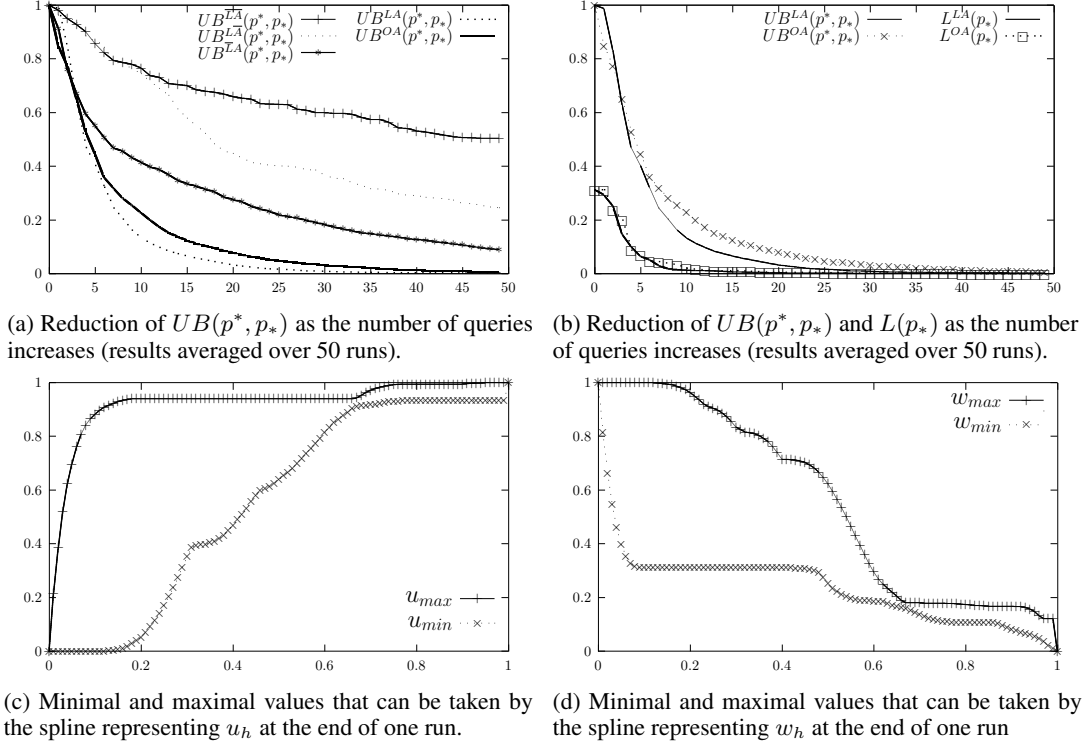 UB^{\overline{LA}}(p^*, p_*)
UB^{L\overline{A}}(p^*, p_*)
UB^{\overline{L}A}(p^*, p_*)
UB^{LA}(p^*, p_*)
UB^{OA}(p^*, p_*)
1
0.8
0.6
0.4
0.2
0
0 5 10 15 20 25 30 35 40 45 50
(a) Reduction of UB(p^*, p_*) as the number of queries
increases (results averaged over 50 runs).
UB^{LA}(p^*, p_*)
UB^{OA}(p^*, p_*)
L^{LA}(p_*)
L^{OA}(p_*)
1
0.8
0.6
0.4
0.2
0
0 5 10 15 20 25 30 35 40 45 50
(b) Reduction of UB(p^*, p_*) and L(p_*) as the number
of queries increases (results averaged over 50 runs).
1
0.8
0.6
0.4
0.2
0
u_{max}
u_{min}
0.2 0.4 0.6 0.8 1
(c) Minimal and maximal values that can be taken by
the spline representing u_h at the end of one run.
w_{max}
w_{min}
1
0.8
0.6
0.4
0.2
0
0 0.2 0.4 0.6 0.8 1
(d) Minimal and maximal values that can be taken by
the spline representing w_h at the end of one run